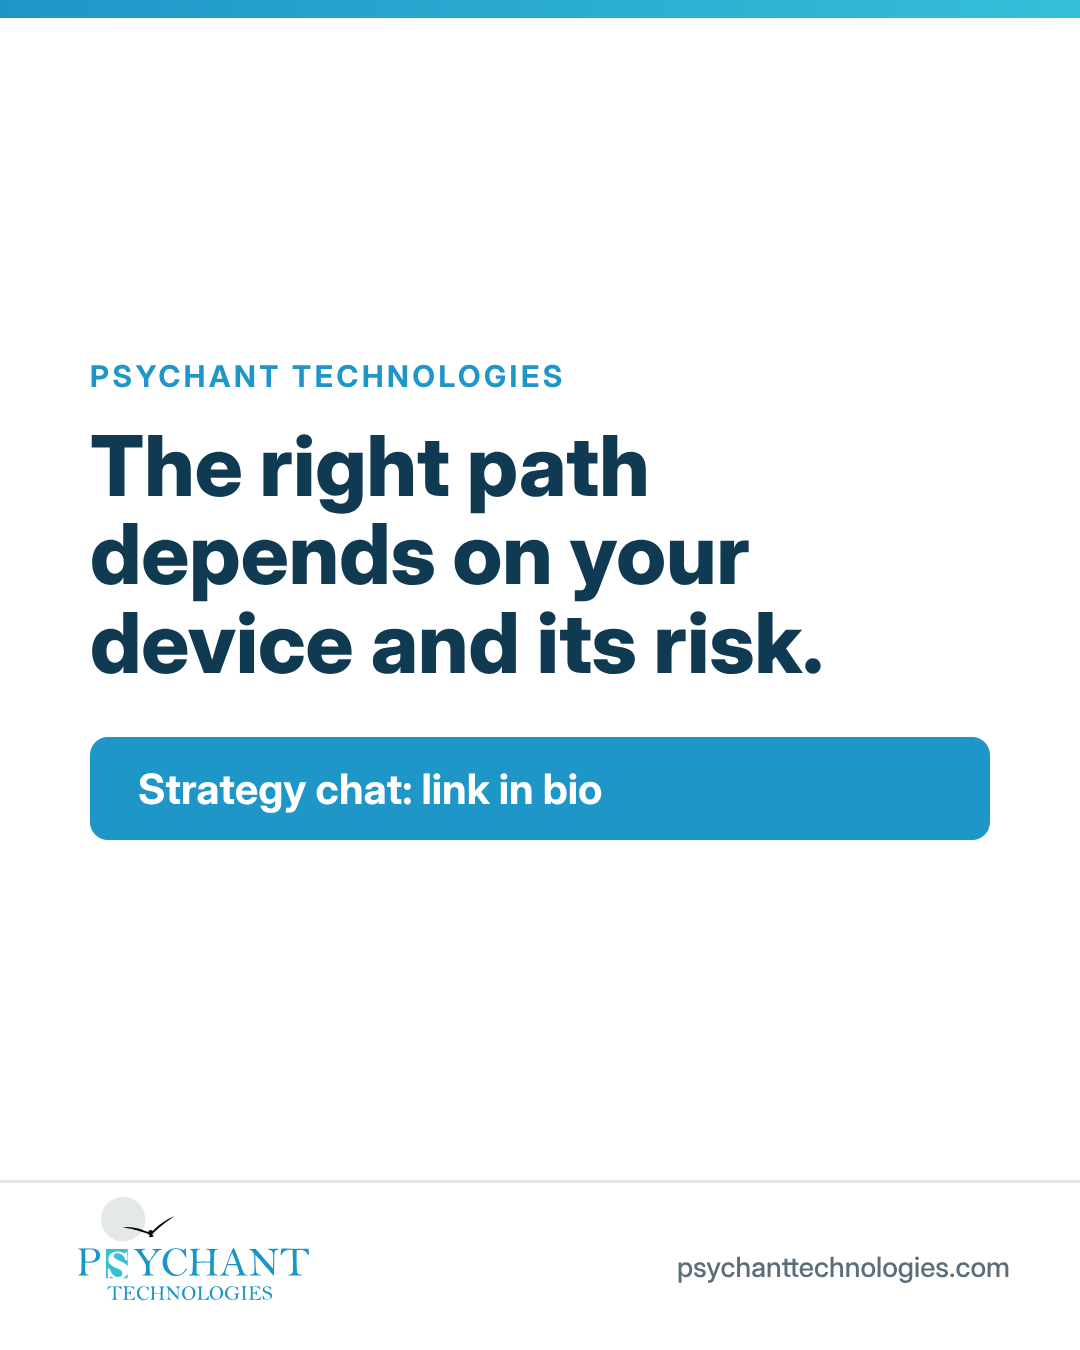 PSYCHANT TECHNOLOGIES
The right path
depends on your
device and its risk.
Strategy chat: link in bio
PSYCHANT
TECHNOLOGIES
psychanttechnologies.com